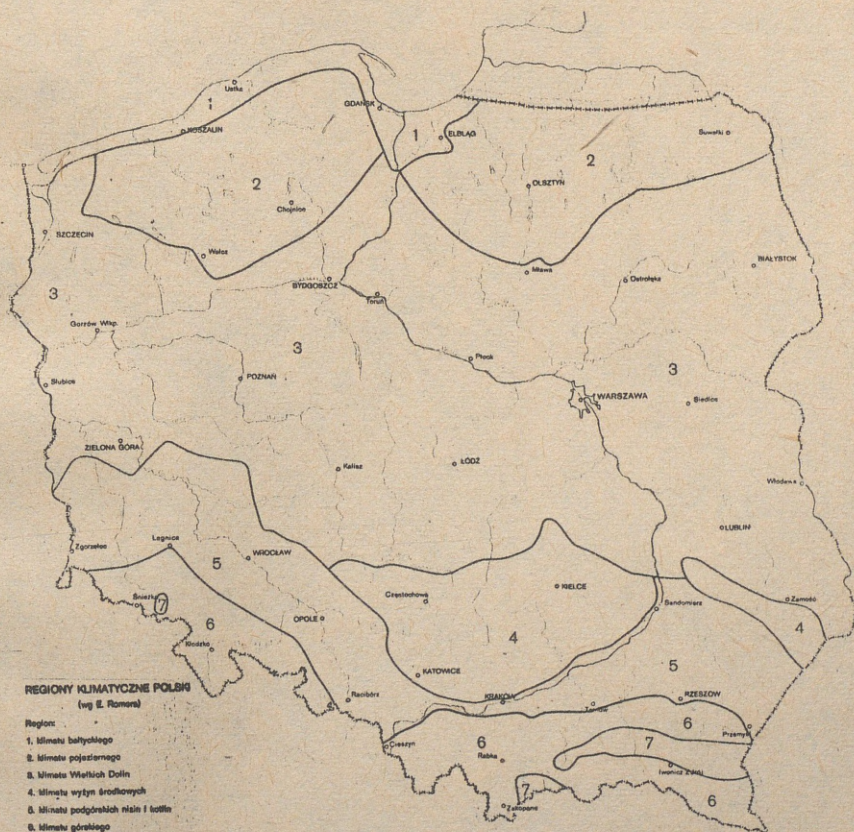 1
Ustka
GDAŃSK
KOSZALIN
1
ELBLĄG
2
Suwałki
2
OLSZTYN
Chojnice
SZCZECIN
Wałcz
Mława
BIAŁYSTOK
Ostrołęka
BYDGOSZCZ
3
Toruń
Gorzów Wlkp.
3
Płock
3
Słubice
POZNAŃ
WARSZAWA
Siedlce
ZIELONA GÓRA
Kalisz
ŁÓDŹ
Włodawa
LUBLIN
Legnica
Zgorzelec
WROCŁAW
5
Częstochowa
KIELCE
Zamość
Sandomierz
7
6
OPOLE
4
4
Kłodzko
5
KATOWICE
Racibórz
KRAKÓW
RZESZÓW
6
Przemyśl
Cieszyn
6
Rabka
7
Iwonicz Zdrój
7
6
Zakopane
REGIONY KLIMATYCZNE POLSKI
(wg E. Romera)
Region:
1. klimatu bałtyckiego
2. klimatu pojeziernego
3. klimatu Wielkich Dolin
4. klimatu wyżyn środkowych
5. klimatu podgórskich nizin i kotlin
6. klimatu górskiego